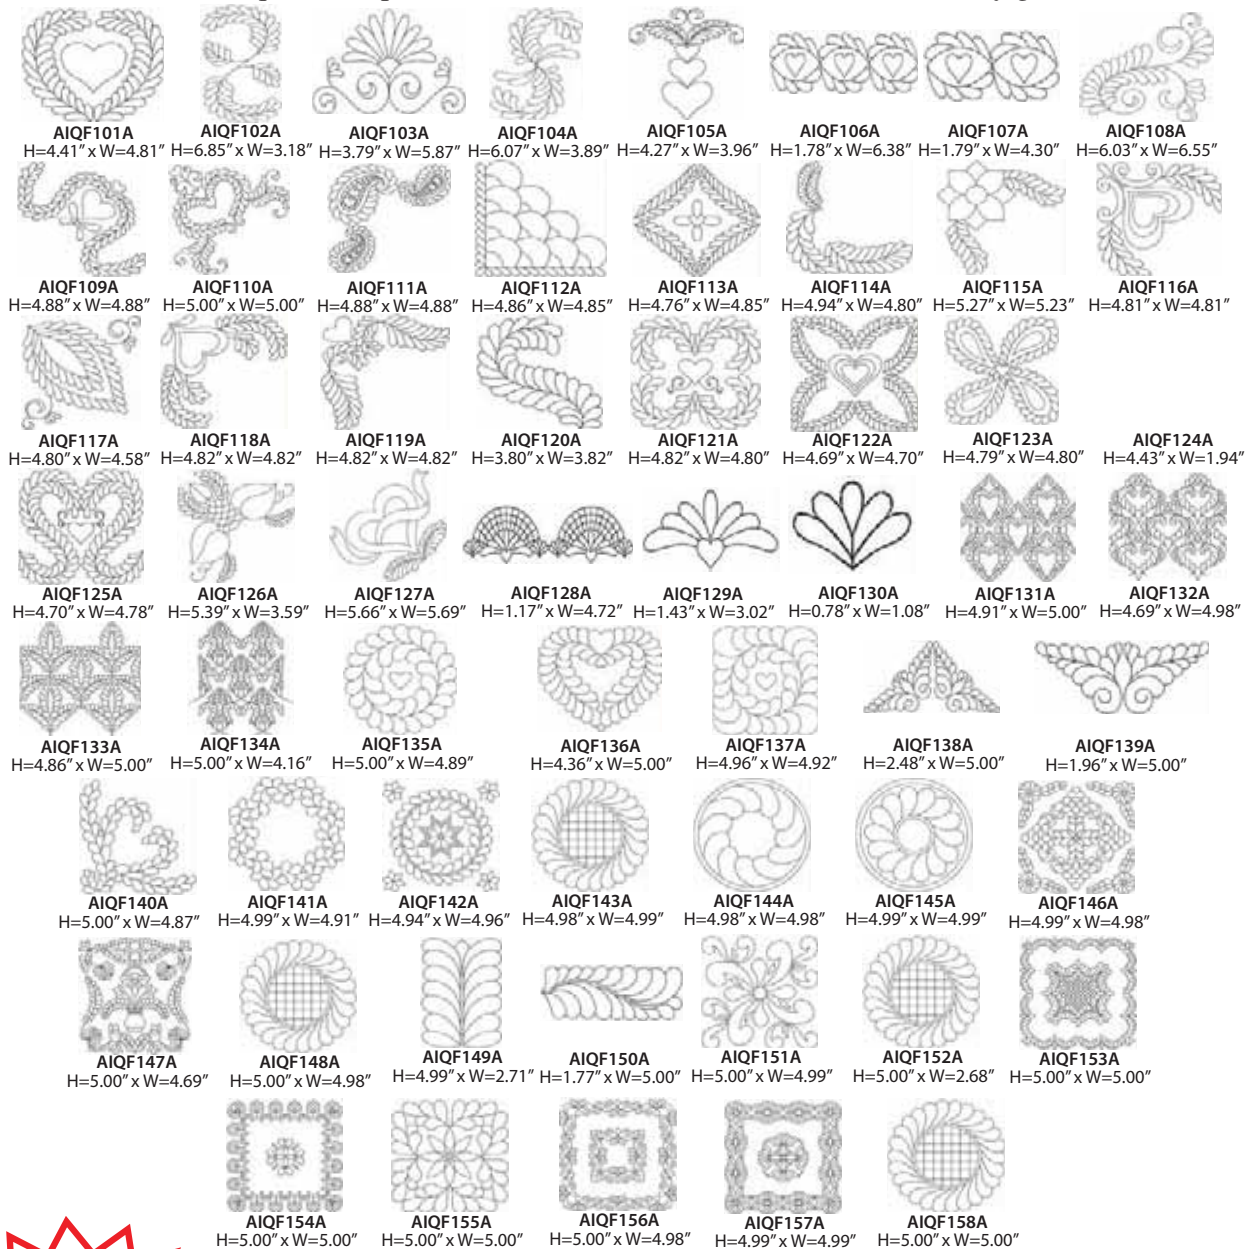 AIQF101A AIQF102A AIQF103A AIQF104A AIQF105A AIQF106A AIQF107A AIQF108A
H=4.41" x W=4.81" H=6.85" x W=3.18" H=3.79" x W=5.87" H=6.07" x W=3.89" H=4.27" x W=3.96" H=1.78" x W=6.38" H=1.79" x W=4.30" H=6.03" x W=6.55"
AIQF109A AIQF110A AIQF111A AIQF112A AIQF113A AIQF114A AIQF115A AIQF116A
H=4.88" x W=4.88" H=5.00" x W=5.00" H=4.88" x W=4.88" H=4.86" x W=4.85" H=4.76" x W=4.85" H=4.94" x W=4.80" H=5.27" x W=5.23" H=4.81" x W=4.81"
AIQF117A AIQF118A AIQF119A AIQF120A AIQF121A AIQF122A AIQF123A AIQF124A
H=4.80" x W=4.58" H=4.82" x W=4.82" H=4.82" x W=4.82" H=3.80" x W=3.82" H=4.82" x W=4.80" H=4.69" x W=4.70" H=4.79" x W=4.80" H=4.43" x W=1.94"
AIQF125A AIQF126A AIQF127A AIQF128A AIQF129A AIQF130A AIQF131A AIQF132A
H=4.70" x W=4.78" H=5.39" x W=3.59" H=5.66" x W=5.69" H=1.17" x W=4.72" H=1.43" x W=3.02" H=0.78" x W=1.08" H=4.91" x W=5.00" H=4.69" x W=4.98"
AIQF133A AIQF134A AIQF135A AIQF136A AIQF137A AIQF138A AIQF139A
H=4.86" x W=5.00" H=5.00" x W=4.16" H=5.00" x W=4.89" H=4.36" x W=5.00" H=4.96" x W=4.92" H=2.48" x W=5.00" H=1.96" x W=5.00"
AIQF140A AIQF141A AIQF142A AIQF143A AIQF144A AIQF145A AIQF146A
H=5.00" x W=4.87" H=4.99" x W=4.91" H=4.94" x W=4.96" H=4.98" x W=4.99" H=4.98" x W=4.98" H=4.99" x W=4.99" H=4.99" x W=4.98"
AIQF147A AIQF148A AIQF149A AIQF150A AIQF151A AIQF152A AIQF153A
H=5.00" x W=4.69" H=5.00" x W=4.98" H=4.99" x W=2.71" H=1.77" x W=5.00" H=5.00" x W=4.99" H=5.00" x W=2.68" H=5.00" x W=5.00"
AIQF154A AIQF155A AIQF156A AIQF157A AIQF158A
H=5.00" x W=5.00" H=5.00" x W=5.00" H=5.00" x W=4.98" H=4.99" x W=4.99" H=5.00" x W=5.00"